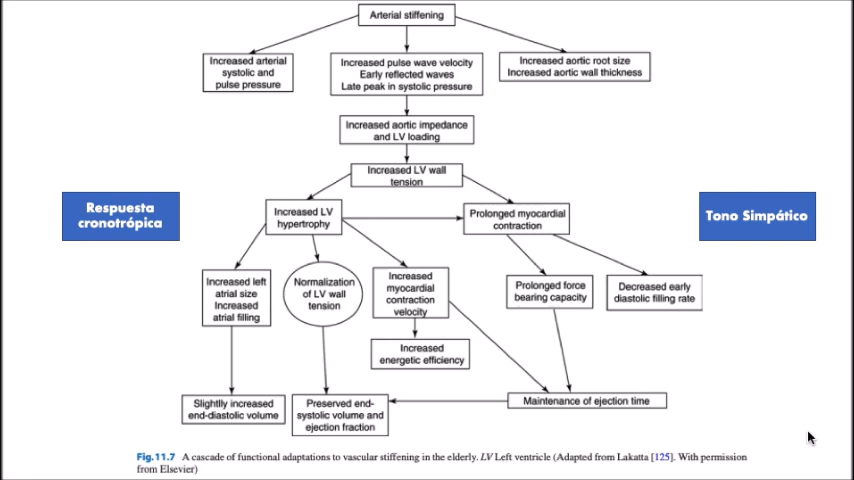 Arterial stiffening
Increased arterial
systolic and
pulse pressure
Increased pulse wave velocity
Early reflected waves
Late peak in systolic pressure
Increased aortic root size
Increased aortic wall thickness
Increased aortic impedance
and LV loading
Increased LV wall
tension
Respuesta
cronotrópica
Increased LV
hypertrophy
Prolonged myocardial
contraction
Tono Simpático
Increased left
atrial size
Increased
atrial filling
Normalization
of LV wall
tension
Increased
myocardial
contraction
velocity
Prolonged force
bearing capacity
Decreased early
diastolic filling rate
Increased
energetic efficiency
Slightlly increased
end-diastolic volume
Preserved end-
systolic volume and
ejection fraction
Maintenance of ejection time
Fig. 11.7 A cascade of functional adaptations to vascular stiffening in the elderly. LV Left ventricle (Adapted from Lakatta [125]. With permission
from Elsevier)